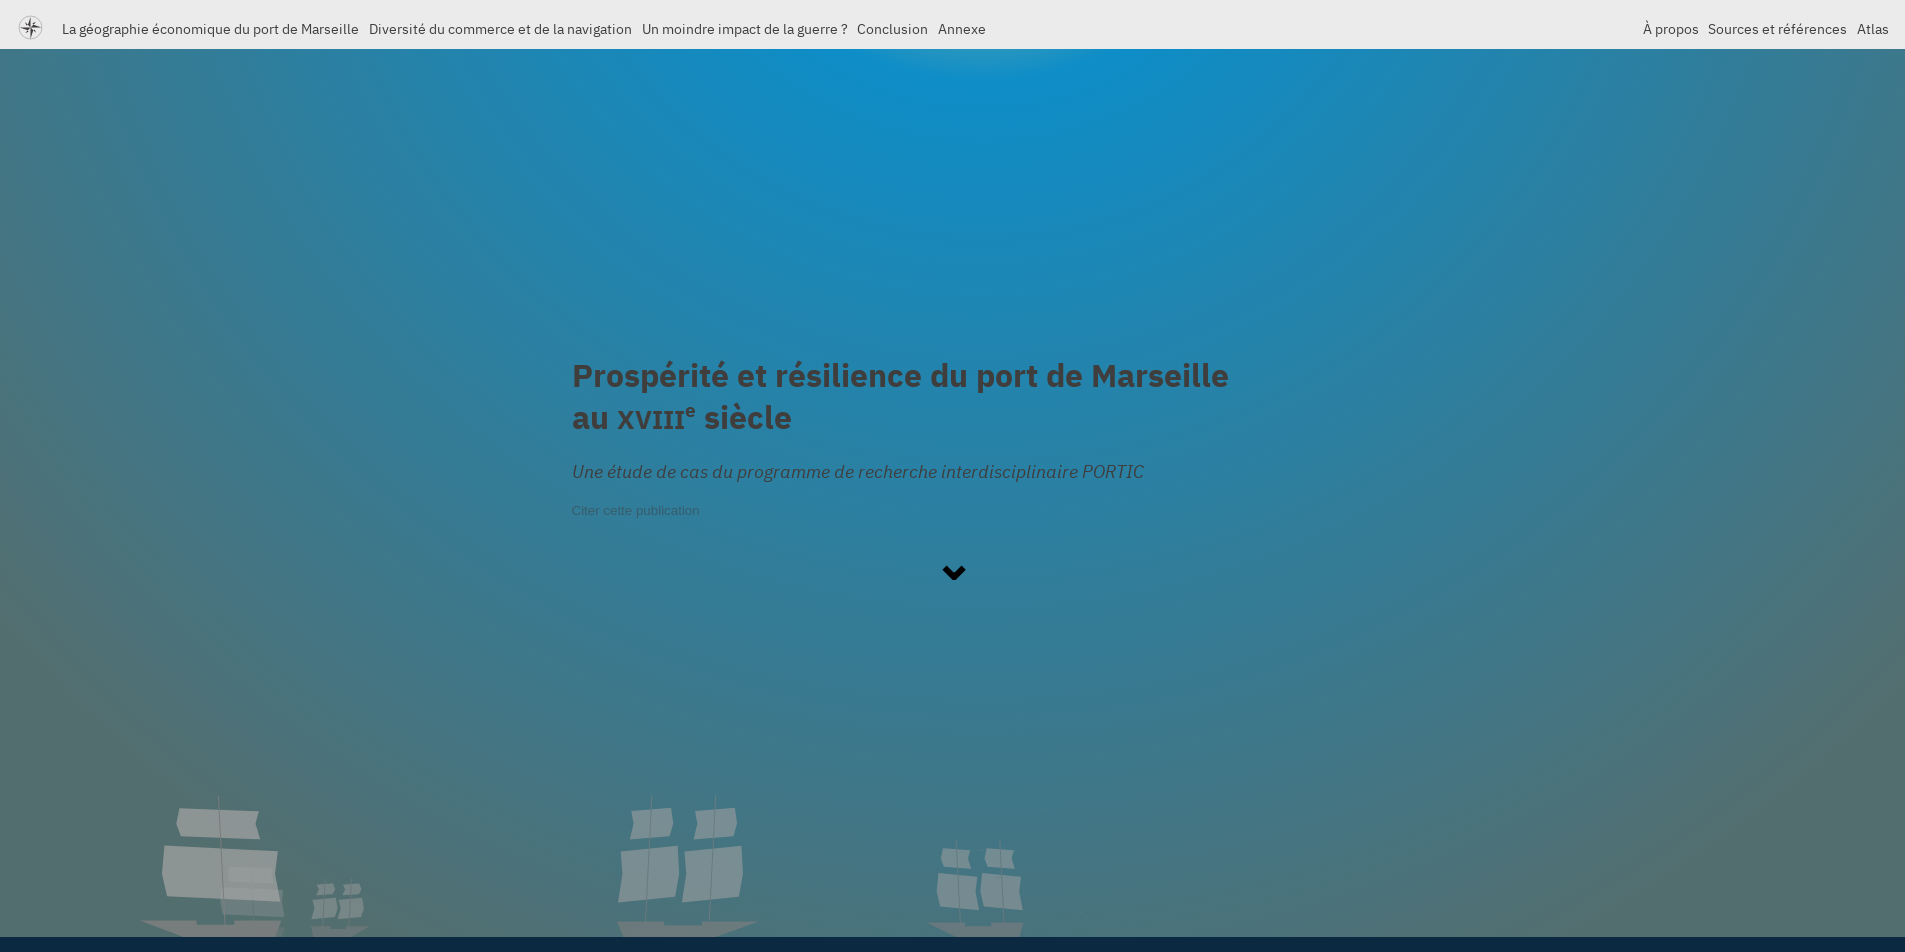 La géographie économique du port de Marseille Diversité du commerce et de la navigation Un moindre impact de la guerre ? Conclusion Annexe À propos Sources et références Atlas
Prospérité et résilience du port de Marseille
au XVIIIe siècle
Une étude de cas du programme de recherche interdisciplinaire PORTIC
Citer cette publication